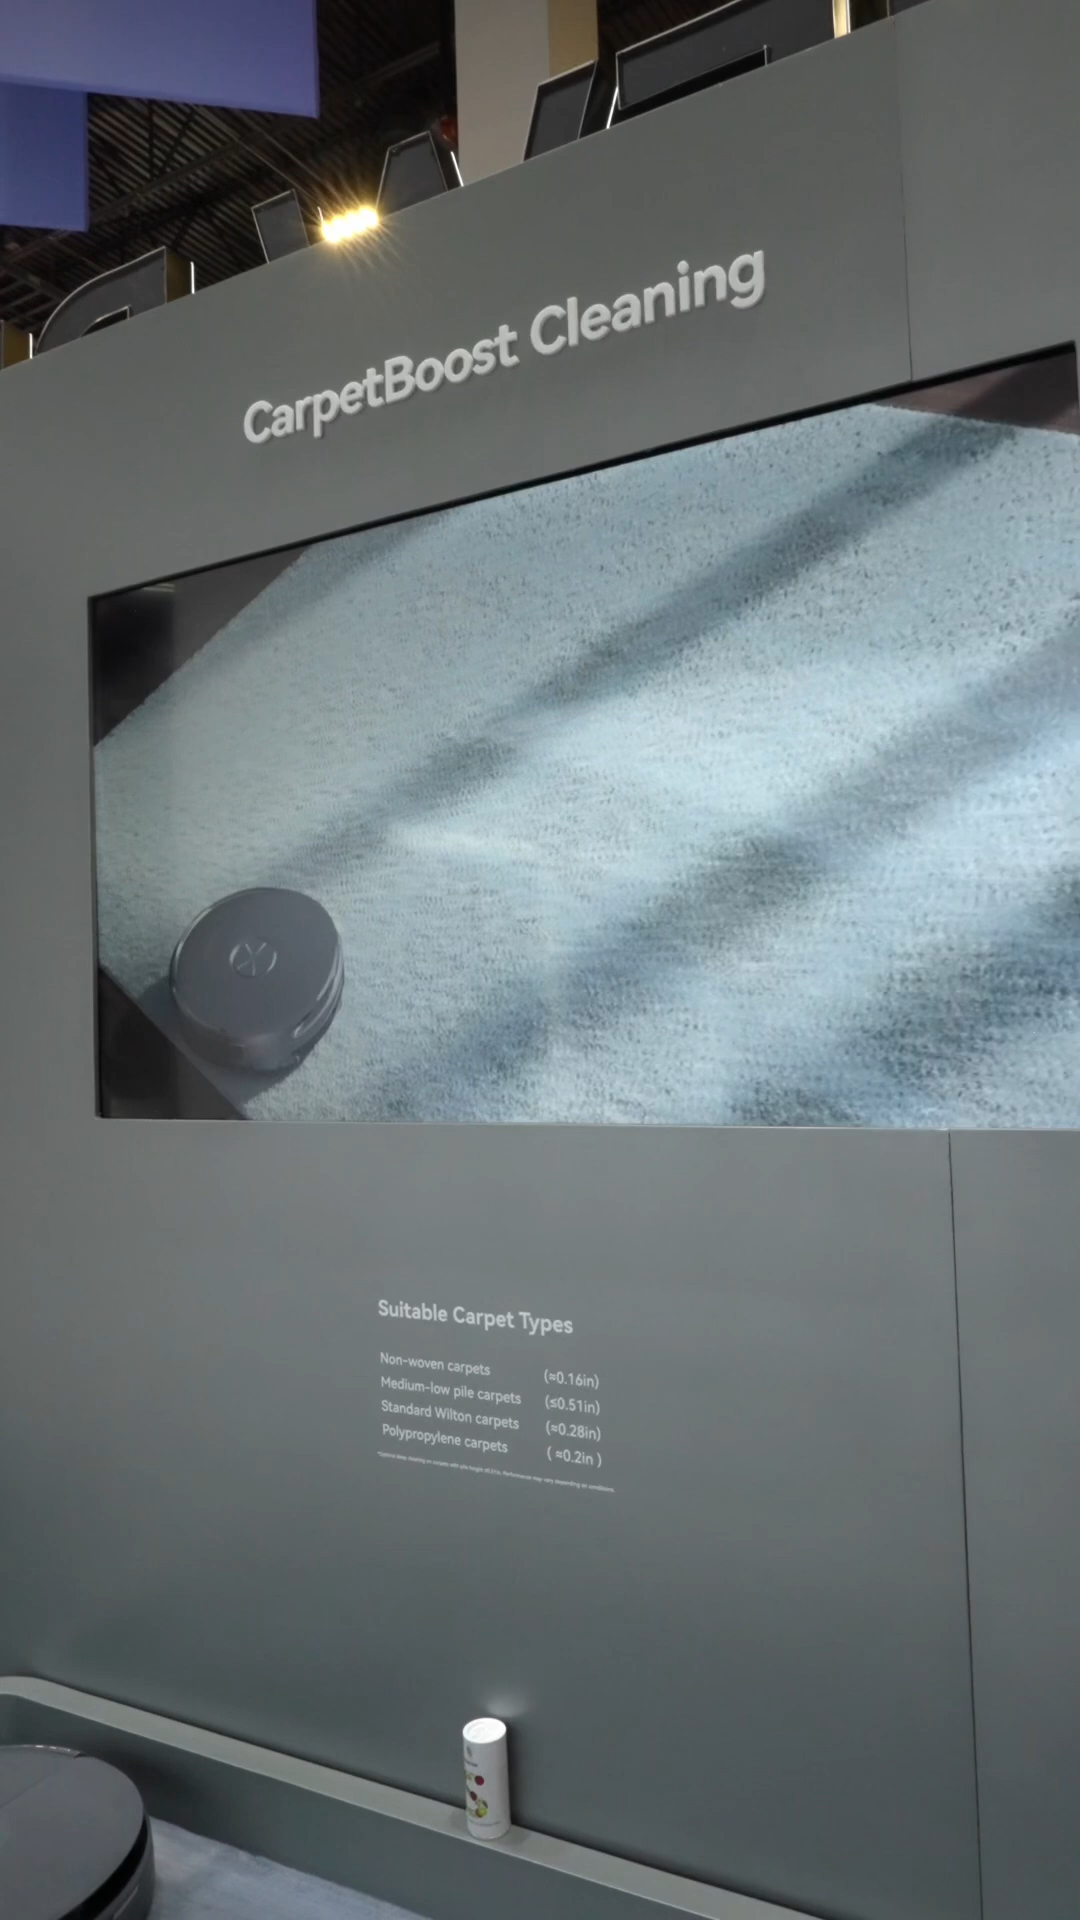 CarpetBoost Cleaning
Suitable Carpet Types
Non-woven carpets (≈0.16in)
Medium-low pile carpets (≤0.51in)
Standard Wilton carpets (≈0.28in)
Polypropylene carpets ( ≈0.2in )